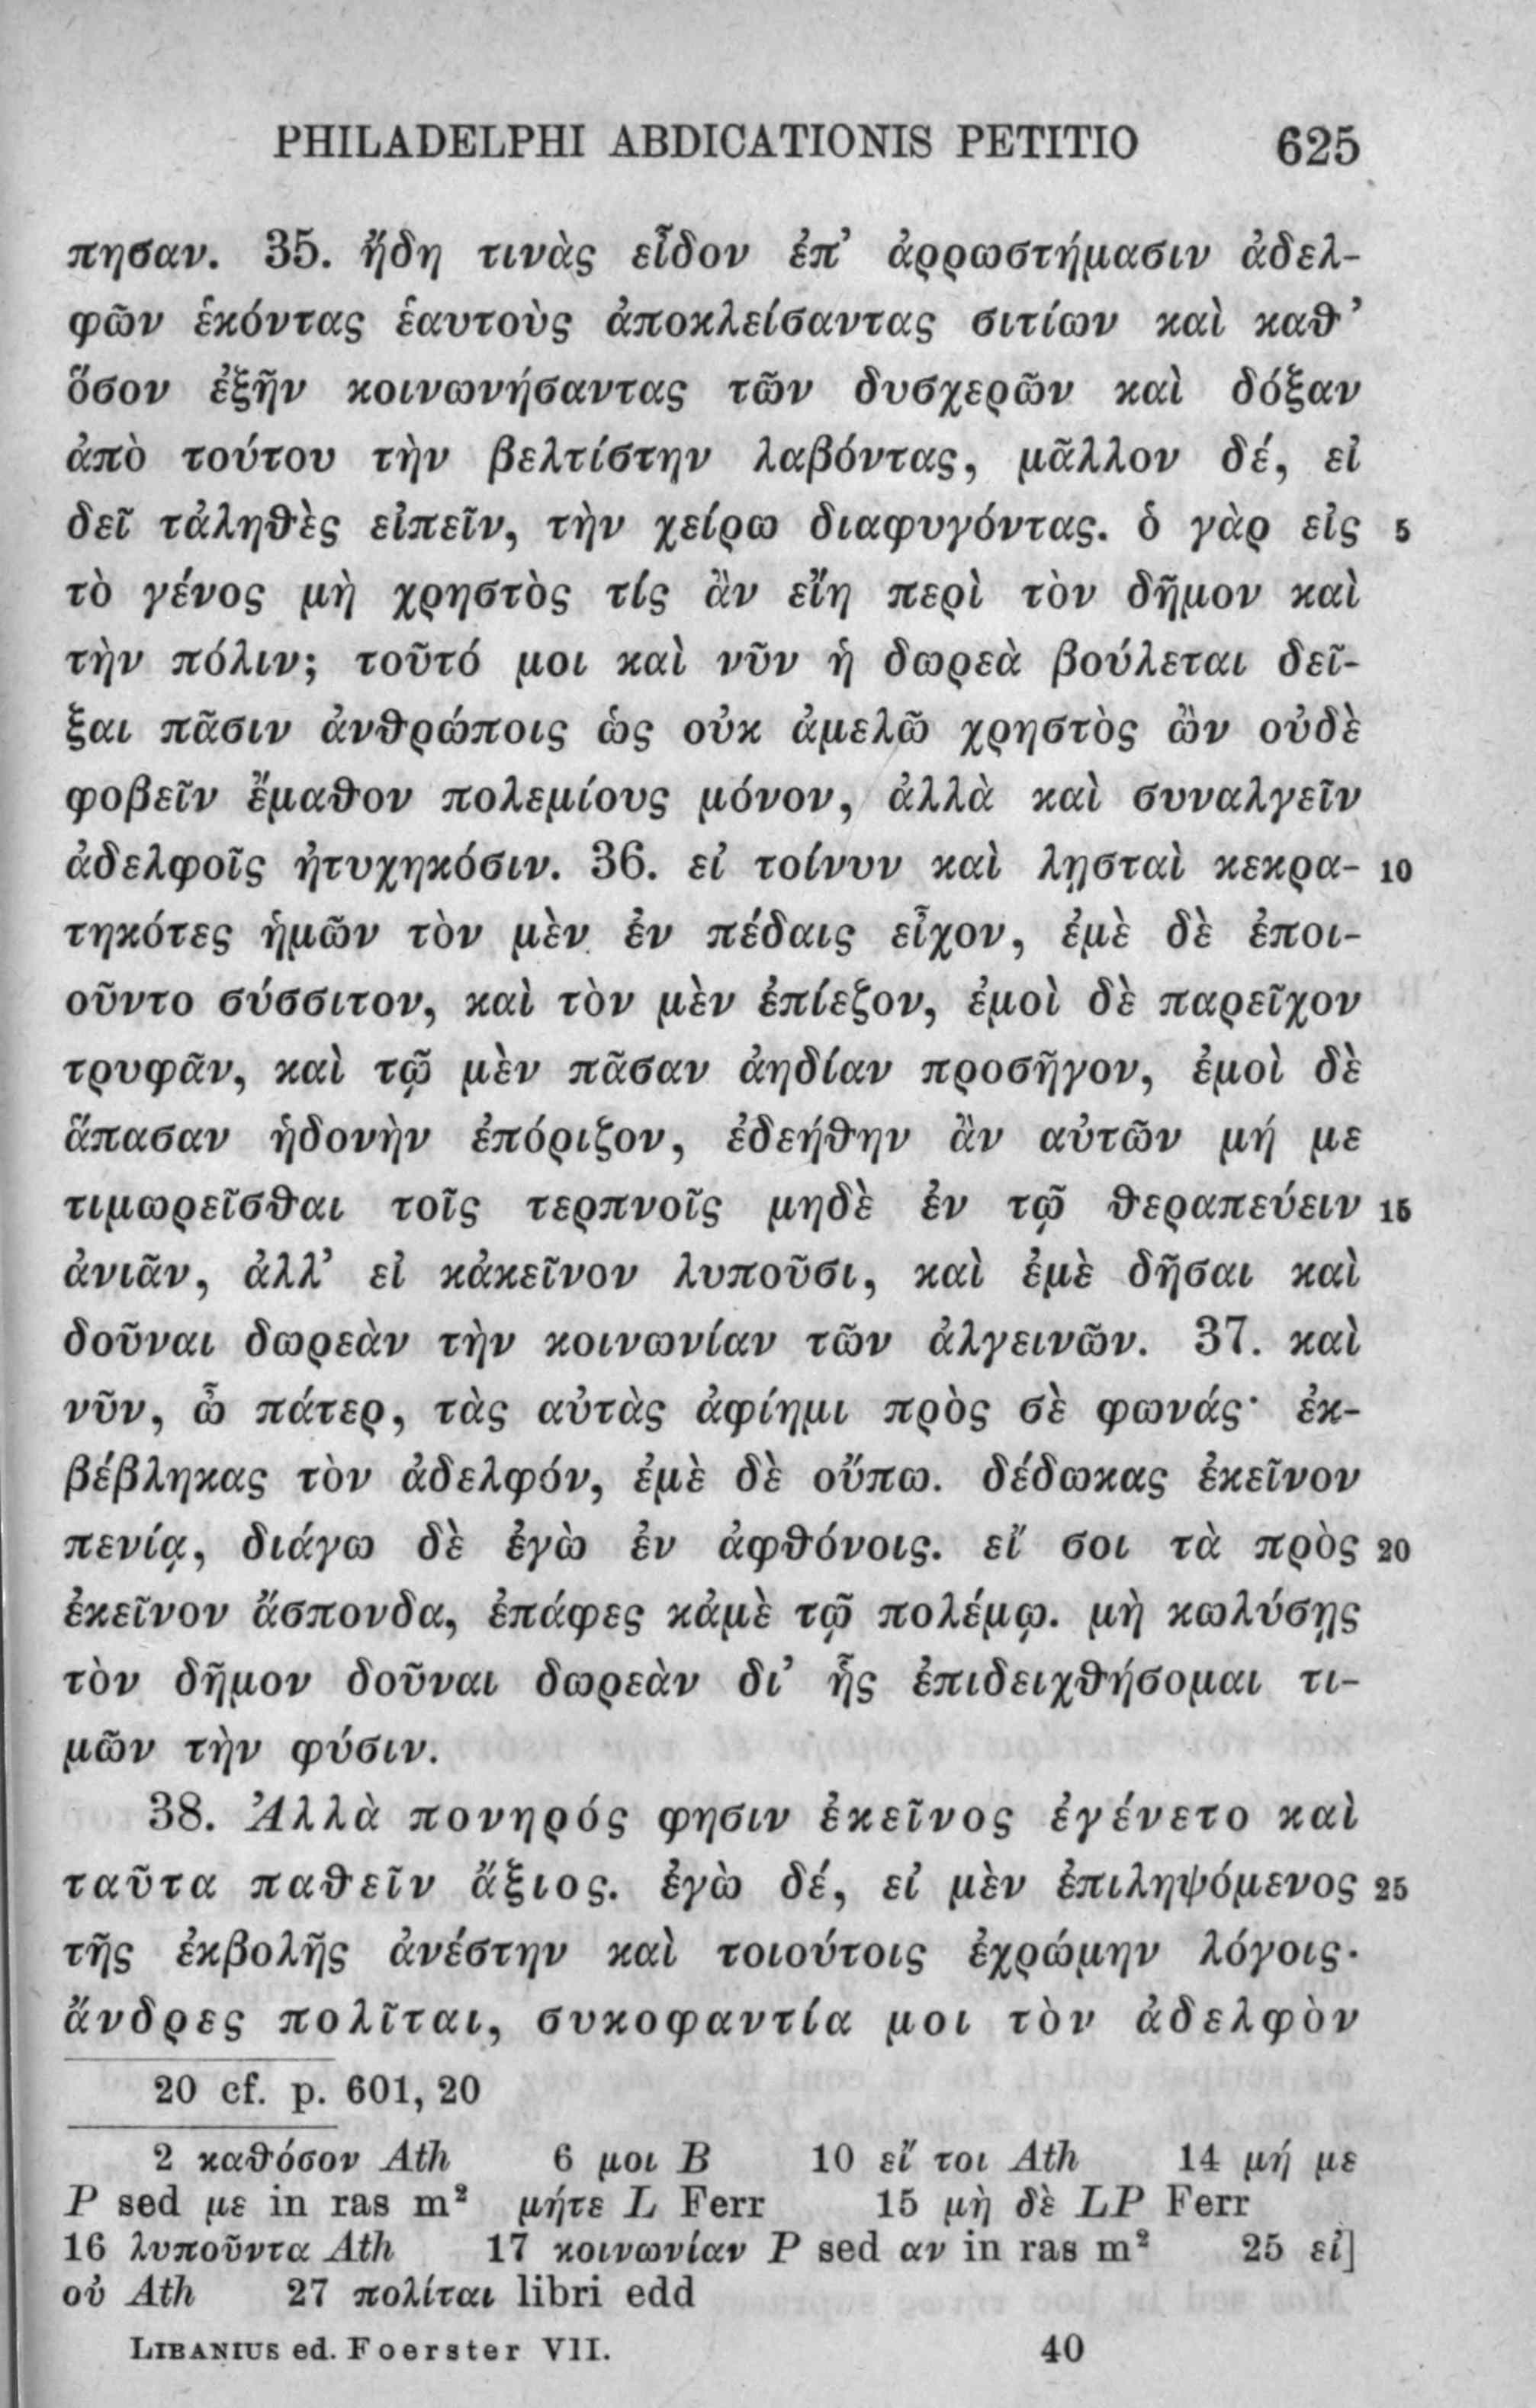 PHILADELPHI ABDICATIONIS PETITIO 625
πησαν. 35. ἤδη τινὰς εἶδον ἐπ’ ἀρρωστήμασιν ἀδελ-
φῶν ἑκόντας ἑαυτοὺς ἀποκλείσαντας σιτίων καὶ καθ’
ὅσον ἐξῆν κοινωνήσαντας τῶν δυσχερῶν καὶ δόξαν
ἀπὸ τούτου τὴν βελτίστην λαβόντας, μᾶλλον δέ, εἰ
δεῖ τἀληθὲς εἰπεῖν, τὴν χείρω διαφυγόντας. ὁ γὰρ εἰς 5
τὸ γένος μὴ χρηστὸς τίς ἂν εἴη περὶ τὸν δῆμον καὶ
τὴν πόλιν; τοῦτό μοι καὶ νῦν ἡ δωρεὰ βούλεται δεῖ-
ξαι πᾶσιν ἀνθρώποις ὡς οὐκ ἀμελῶ χρηστὸς ὢν οὐδὲ
φοβεῖν ἔμαθον πολεμίους μόνον, ἀλλὰ καὶ συναλγεῖν
ἀδελφοῖς ἠτυχηκόσιν. 36. εἰ τοίνυν καὶ λῃσταὶ κεκρα- 10
τηκότες ἡμῶν τὸν μὲν ἐν πέδαις εἶχον, ἐμὲ δὲ ἐποι-
οῦντο σύσσιτον, καὶ τὸν μὲν ἐπίεζον, ἐμοὶ δὲ παρεῖχον
τρυφᾶν, καὶ τῷ μὲν πᾶσαν ἀηδίαν προσῆγον, ἐμοὶ δὲ
ἅπασαν ἡδονὴν ἐπόριζον, ἐδεήθην ἂν αὐτῶν μή με
τιμωρεῖσθαι τοῖς τερπνοῖς μηδὲ ἐν τῷ θεραπεύειν 15
ἀνιᾶν, ἀλλ’ εἰ κἀκεῖνον λυποῦσι, καὶ ἐμὲ δῆσαι καὶ
δοῦναι δωρεὰν τὴν κοινωνίαν τῶν ἀλγεινῶν. 37. καὶ
νῦν, ὦ πάτερ, τὰς αὐτὰς ἀφίημι πρὸς σὲ φωνάς· ἐκ-
βέβληκας τὸν ἀδελφόν, ἐμὲ δὲ οὔπω. δέδωκας ἐκεῖνον
πενίᾳ, διάγω δὲ ἐγὼ ἐν ἀφθόνοις. εἴ σοι τὰ πρὸς 20
ἐκεῖνον ἄσπονδα, ἐπάφες κἀμὲ τῷ πολέμῳ. μὴ κωλύσῃς
τὸν δῆμον δοῦναι δωρεὰν δι’ ἧς ἐπιδειχθήσομαι τι-
μῶν τὴν φύσιν.
38. Ἀλλὰ πονηρός φησιν ἐκεῖνος ἐγένετο καὶ
ταῦτα παθεῖν ἄξιος. ἐγὼ δέ, εἰ μὲν ἐπιληψόμενος 25
τῆς ἐκβολῆς ἀνέστην καὶ τοιούτοις ἐχρώμην λόγοις·
ἄνδρες πολῖται, συκοφαντία μοι τὸν ἀδελφὸν
20 cf. p. 601, 20
2 καθόσον Ath 6 μοι B 10 εἴ τοι Ath 14 μή με
P sed με in ras m² μήτε L Ferr 15 μὴ δὲ LP Ferr
16 λυποῦντα Ath 17 κοινωνίαν P sed αν in ras m² 25 εἰ]
οὐ Ath 27 πολίται libri edd
LIBANIUS ed. Foerster VII. 40